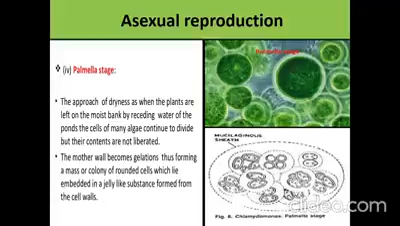 Asexual reproduction
❖ (iv) Palmella stage:
• The approach of dryness as when the plants are
left on the moist bank by receding water of the
ponds the cells of many algae continue to divide
but their contents are not liberated.
• The mother wall becomes gelations thus forming
a mass or colony of rounded cells which lie
embedded in a jelly like substance formed from
the cell walls.
MUCILAGINOUS
SHEATH
Fig. 6. Chlamydomonas. Palmella stage
clideo.com